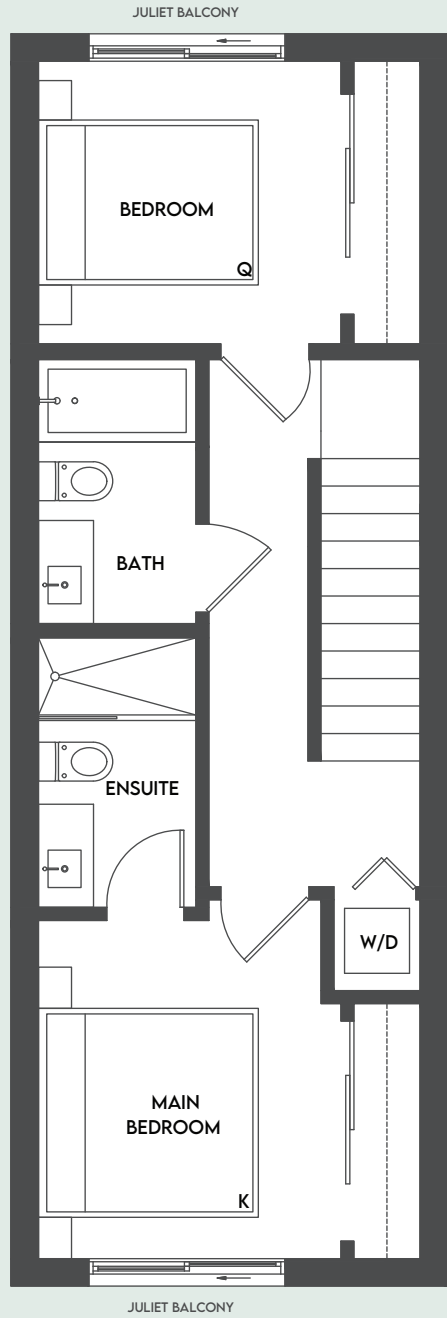 JULIET BALCONY
BEDROOM
Q
BATH
ENSUITE
W/D
MAIN
BEDROOM
K
JULIET BALCONY